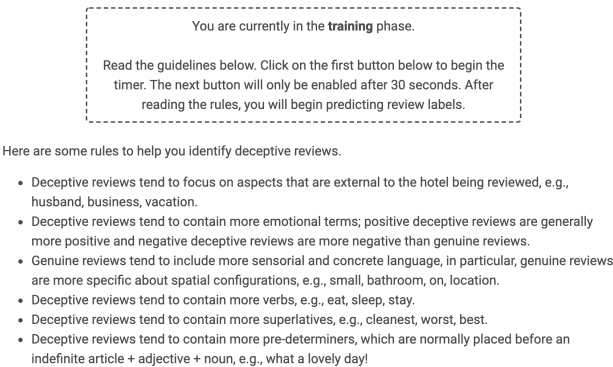 You are currently in the training phase.
Read the guidelines below. Click on the first button below to begin the
timer. The next button will only be enabled after 30 seconds. After
reading the rules, you will begin predicting review labels.
Here are some rules to help you identify deceptive reviews.
• Deceptive reviews tend to focus on aspects that are external to the hotel being reviewed, e.g.,
husband, business, vacation.
• Deceptive reviews tend to contain more emotional terms; positive deceptive reviews are generally
more positive and negative deceptive reviews are more negative than genuine reviews.
• Genuine reviews tend to include more sensorial and concrete language, in particular, genuine reviews
are more specific about spatial configurations, e.g., small, bathroom, on, location.
• Deceptive reviews tend to contain more verbs, e.g., eat, sleep, stay.
• Deceptive reviews tend to contain more superlatives, e.g., cleanest, worst, best.
• Deceptive reviews tend to contain more pre-determiners, which are normally placed before an
indefinite article + adjective + noun, e.g., what a lovely day!